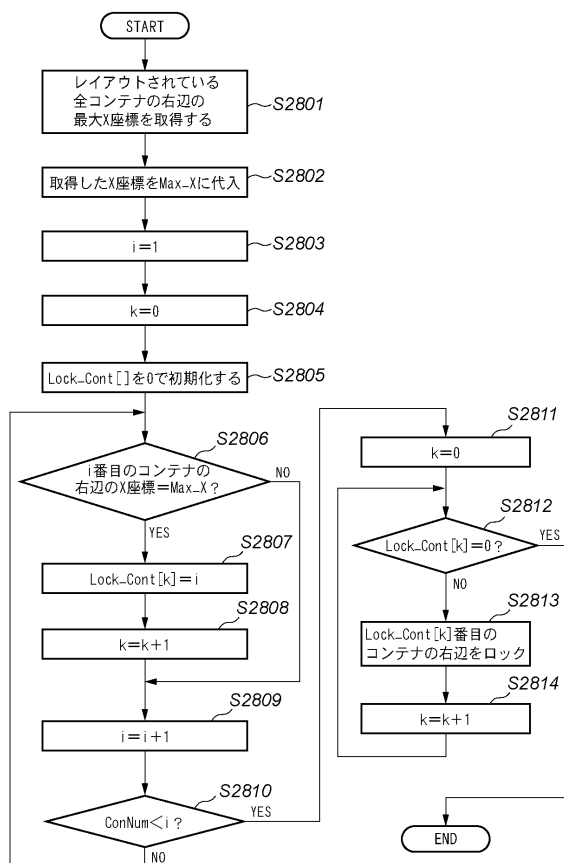 START
レイアウトされている
全コンテナの右辺の
最大X座標を取得する
S2801
取得したX座標をMax_Xに代入
S2802
i=1
S2803
k=0
S2804
Lock_Cont[]を0で初期化する
S2805
S2806
i番目のコンテナの
右辺のX座標=Max_X?
NO
YES
S2807
Lock_Cont[k]=i
S2808
k=k+1
S2809
i=i+1
S2810
ConNum<i?
YES
NO
S2811
k=0
S2812
Lock_Cont[k]=0?
YES
NO
S2813
Lock_Cont[k]番目の
コンテナの右辺をロック
S2814
k=k+1
END